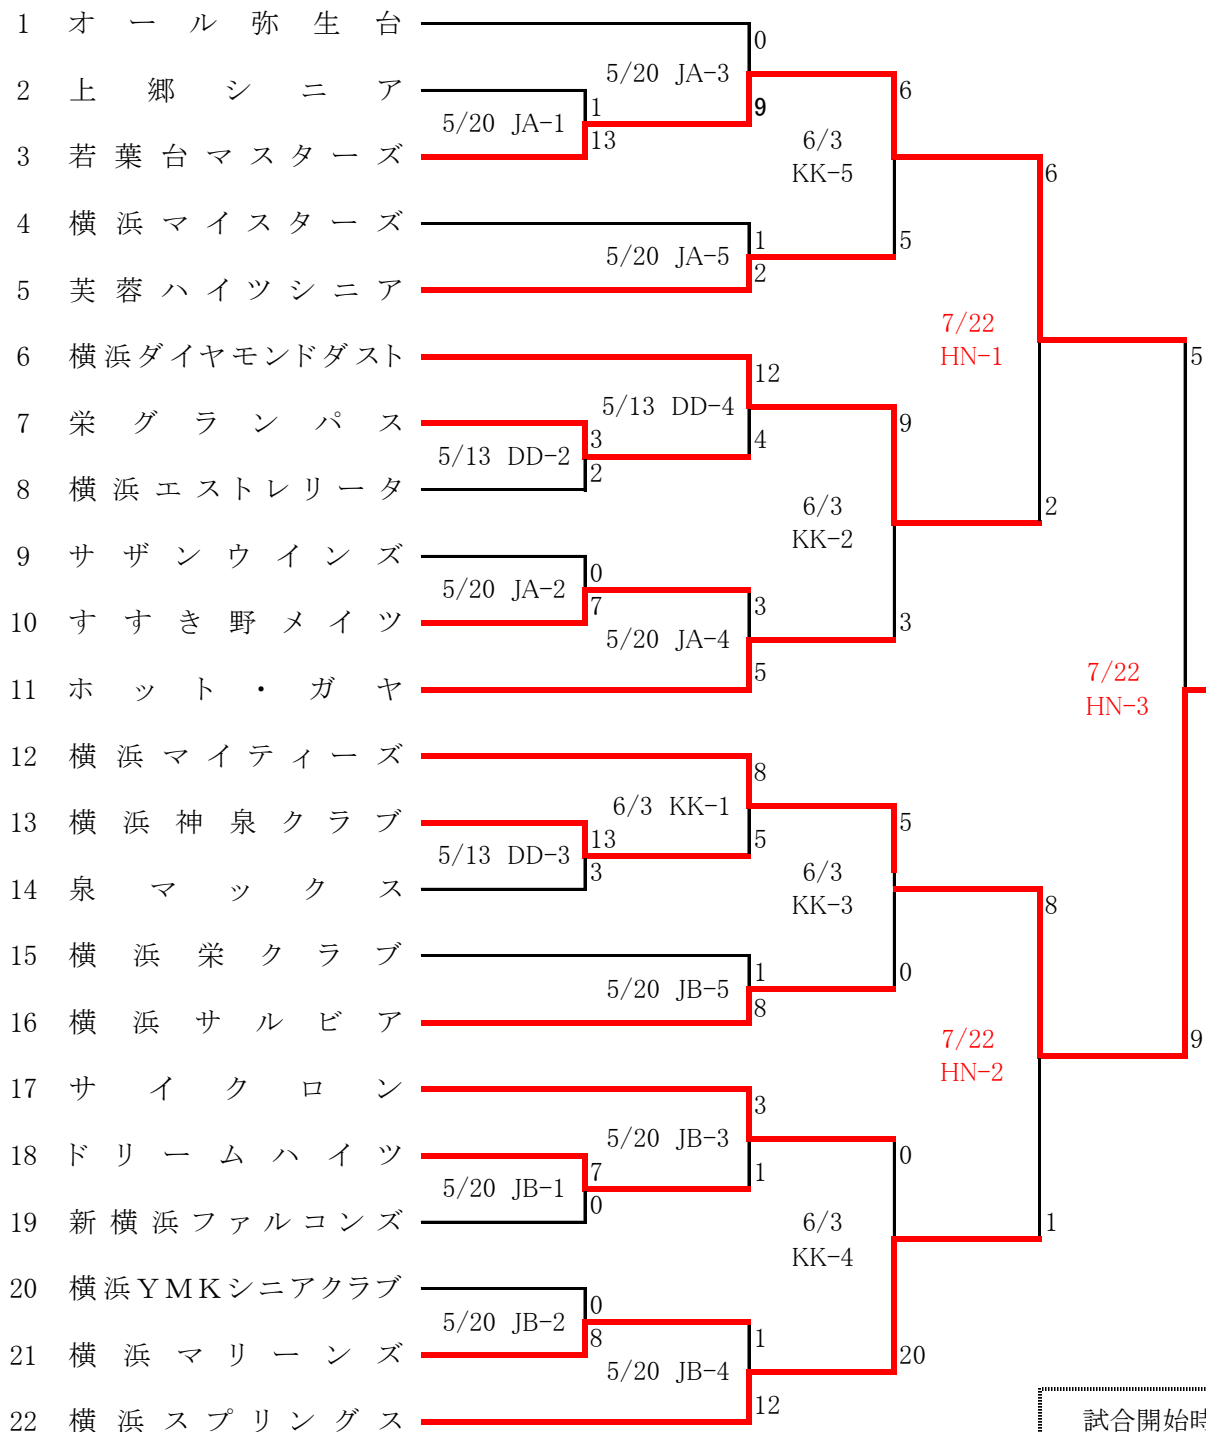 1 オール弥生台
0
5/20 JA-3
2 上郷シニア
6
1
9
5/20 JA-1
13
6/3
3 若葉台マスターズ
KK-5
6
4 横浜マイスターズ
1
5
5/20 JA-5
2
5 芙蓉ハイツシニア
7/22
HN-1
5
6 横浜ダイヤモンドダスト
12
5/13 DD-4
7 栄グランパス
9
3
4
5/13 DD-2
2
8 横浜エストレリータ
6/3
2
KK-2
9 サザンウインズ
0
5/20 JA-2
7
3
10 すすき野メイツ
3
5/20 JA-4
5
7/22
11 ホット・ガヤ
HN-3
12 横浜マイティーズ
8
6/3 KK-1
13 横浜神泉クラブ
5
13
5
5/13 DD-3
3
6/3
14 泉マックス
KK-3
8
15 横浜栄クラブ
1
0
5/20 JB-5
8
16 横浜サルビア
7/22
9
HN-2
17 サイクロン
3
5/20 JB-3
18 ドリームハイツ
0
7
1
5/20 JB-1
0
19 新横浜ファルコンズ
6/3
1
KK-4
20 横浜YMKシニアクラブ
0
5/20 JB-2
8
1
21 横浜マリーンズ
20
5/20 JB-4
12
22 横浜スプリングス
試合開始時